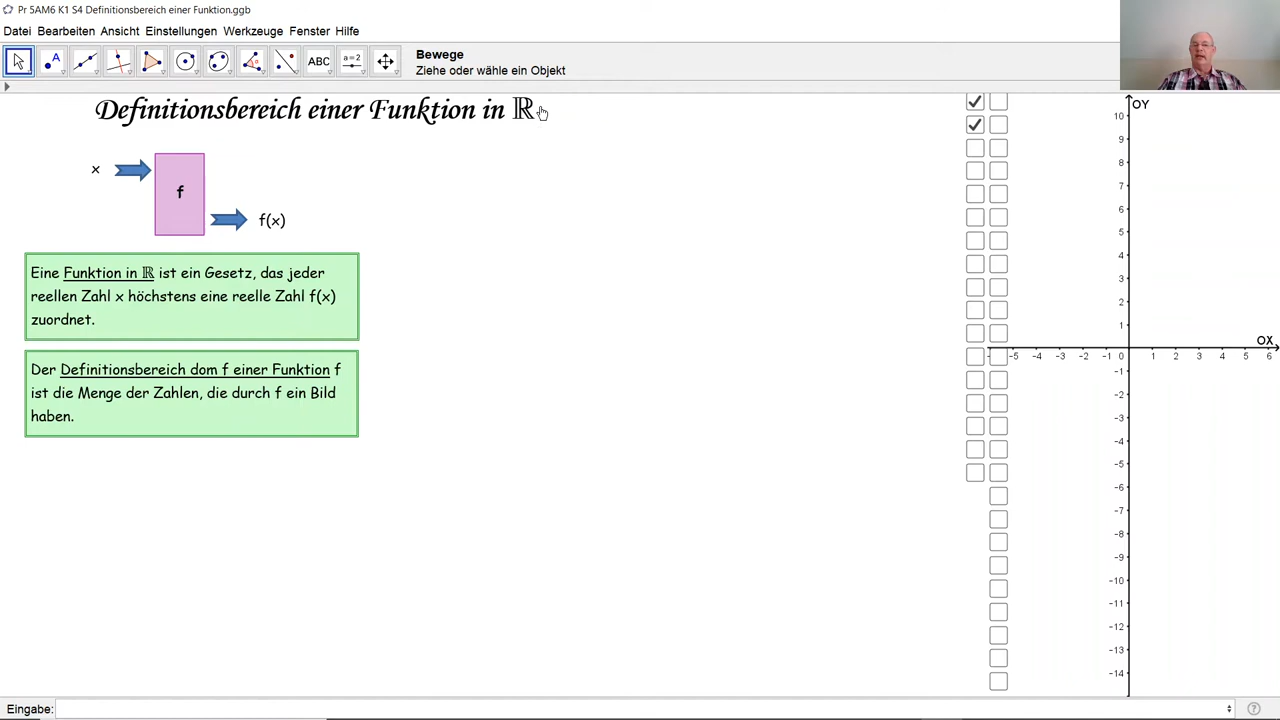 Pr 5AM6 K1 S4 Definitionsbereich einer Funktion.ggb
Datei Bearbeiten Ansicht Einstellungen Werkzeuge Fenster Hilfe
A ABC a=2
Bewege
Ziehe oder wähle ein Objekt
Definitionsbereich einer Funktion in ℝ
x
f
f(x)
Eine Funktion in ℝ ist ein Gesetz, das jeder
reellen Zahl x höchstens eine reelle Zahl f(x)
zuordnet.
Der Definitionsbereich dom f einer Funktion f
ist die Menge der Zahlen, die durch f ein Bild
haben.
OY
10
9
8
7
6
5
4
3
2
1
OX
-5 -4 -3 -2 -1 0 1 2 3 4 5 6
-1
-2
-3
-4
-5
-6
-7
-8
-9
-10
-11
-12
-13
-14
Eingabe: